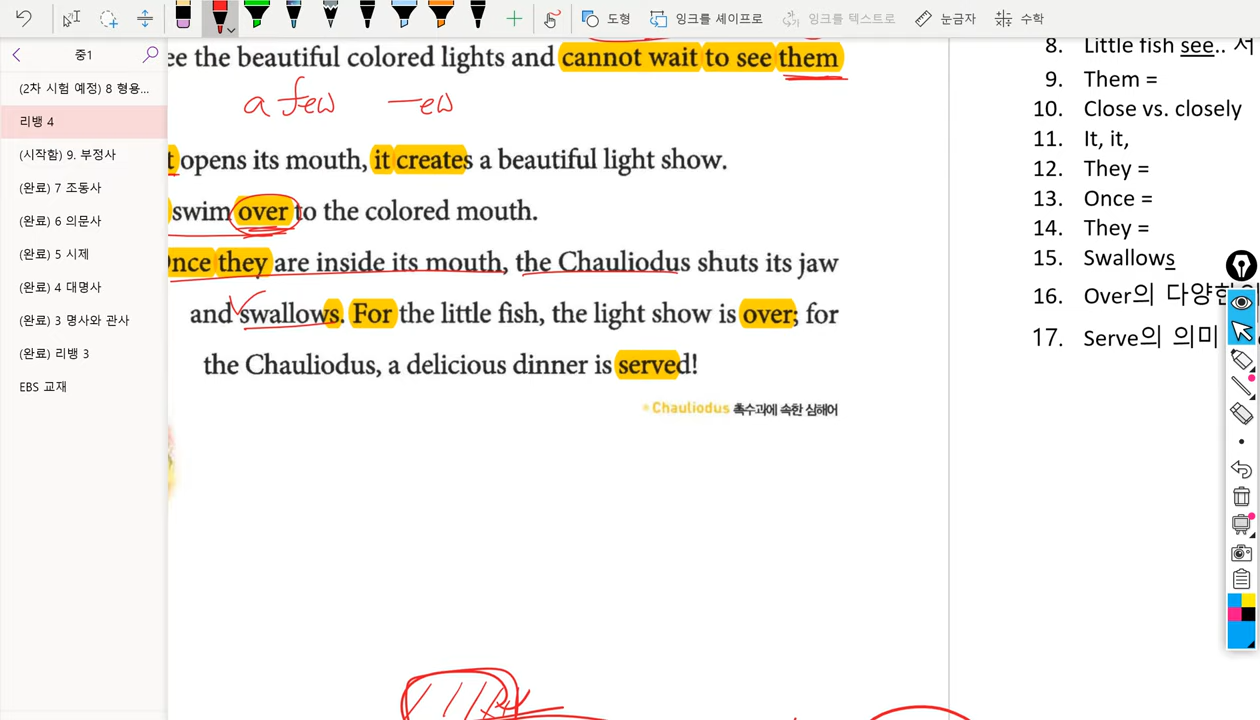 도형
잉크를 셰이프로
잉크를 텍스트로
눈금자
수학
중1
(2차 시험 예정) 8 형용...
리뱅 4
(시작함) 9. 부정사
(완료) 7 조동사
(완료) 6 의문사
(완료) 5 시제
(완료) 4 대명사
(완료) 3 명사와 관사
(완료) 리뱅 3
EBS 교재
ee the beautiful colored lights and cannot wait to see them
a few -ew
t opens its mouth, it creates a beautiful light show.
swim over to the colored mouth.
Once they are inside its mouth, the Chauliodus shuts its jaw
and swallows. For the little fish, the light show is over; for
the Chauliodus, a delicious dinner is served!
* Chauliodus 촉수과에 속한 심해어
8. Little fish see.. 서
9. Them =
10. Close vs. closely
11. It, it,
12. They =
13. Once =
14. They =
15. Swallows
16. Over의 다양한
17. Serve의 의미